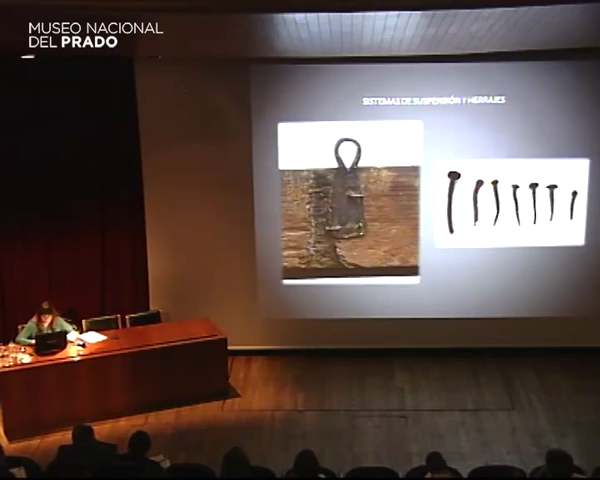 MUSEO NACIONAL
DEL PRADO
SISTEMAS DE SUSPENSIÓN Y HERRAJES